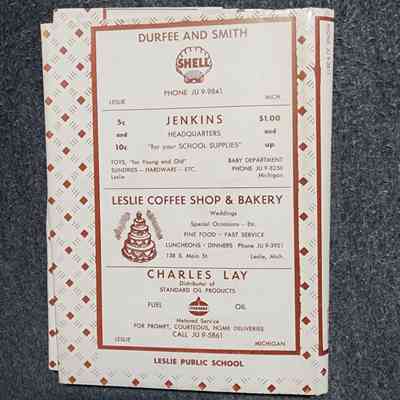 DURFEE AND SMITH
SHELL
PHONE JU 9-9841
LESLIE MICH.
5c JENKINS $1.00
and HEADQUARTERS and
10c "for your SCHOOL SUPPLIES" up
TOYS, "for Young and Old" BABY DEPARTMENT
SUNDRIES - HARDWARE - ETC. PHONE JU 9-8236
Leslie Michigan
LESLIE COFFEE SHOP & BAKERY
Weddings
Special Occasions - Etc.
FINE FOOD - FAST SERVICE
LUNCHEONS - DINNERS Phone JU 9-3921
138 S. Main St Leslie, Mich.
CHARLES LAY
Distributor of
STANDARD OIL PRODUCTS
FUEL STANDARD OIL
Metered Service
FOR PROMPT, COURTEOUS, HOME DELIVERIES
CALL JU 9-5861
LESLIE MICHIGAN
LESLIE PUBLIC SCHOOL